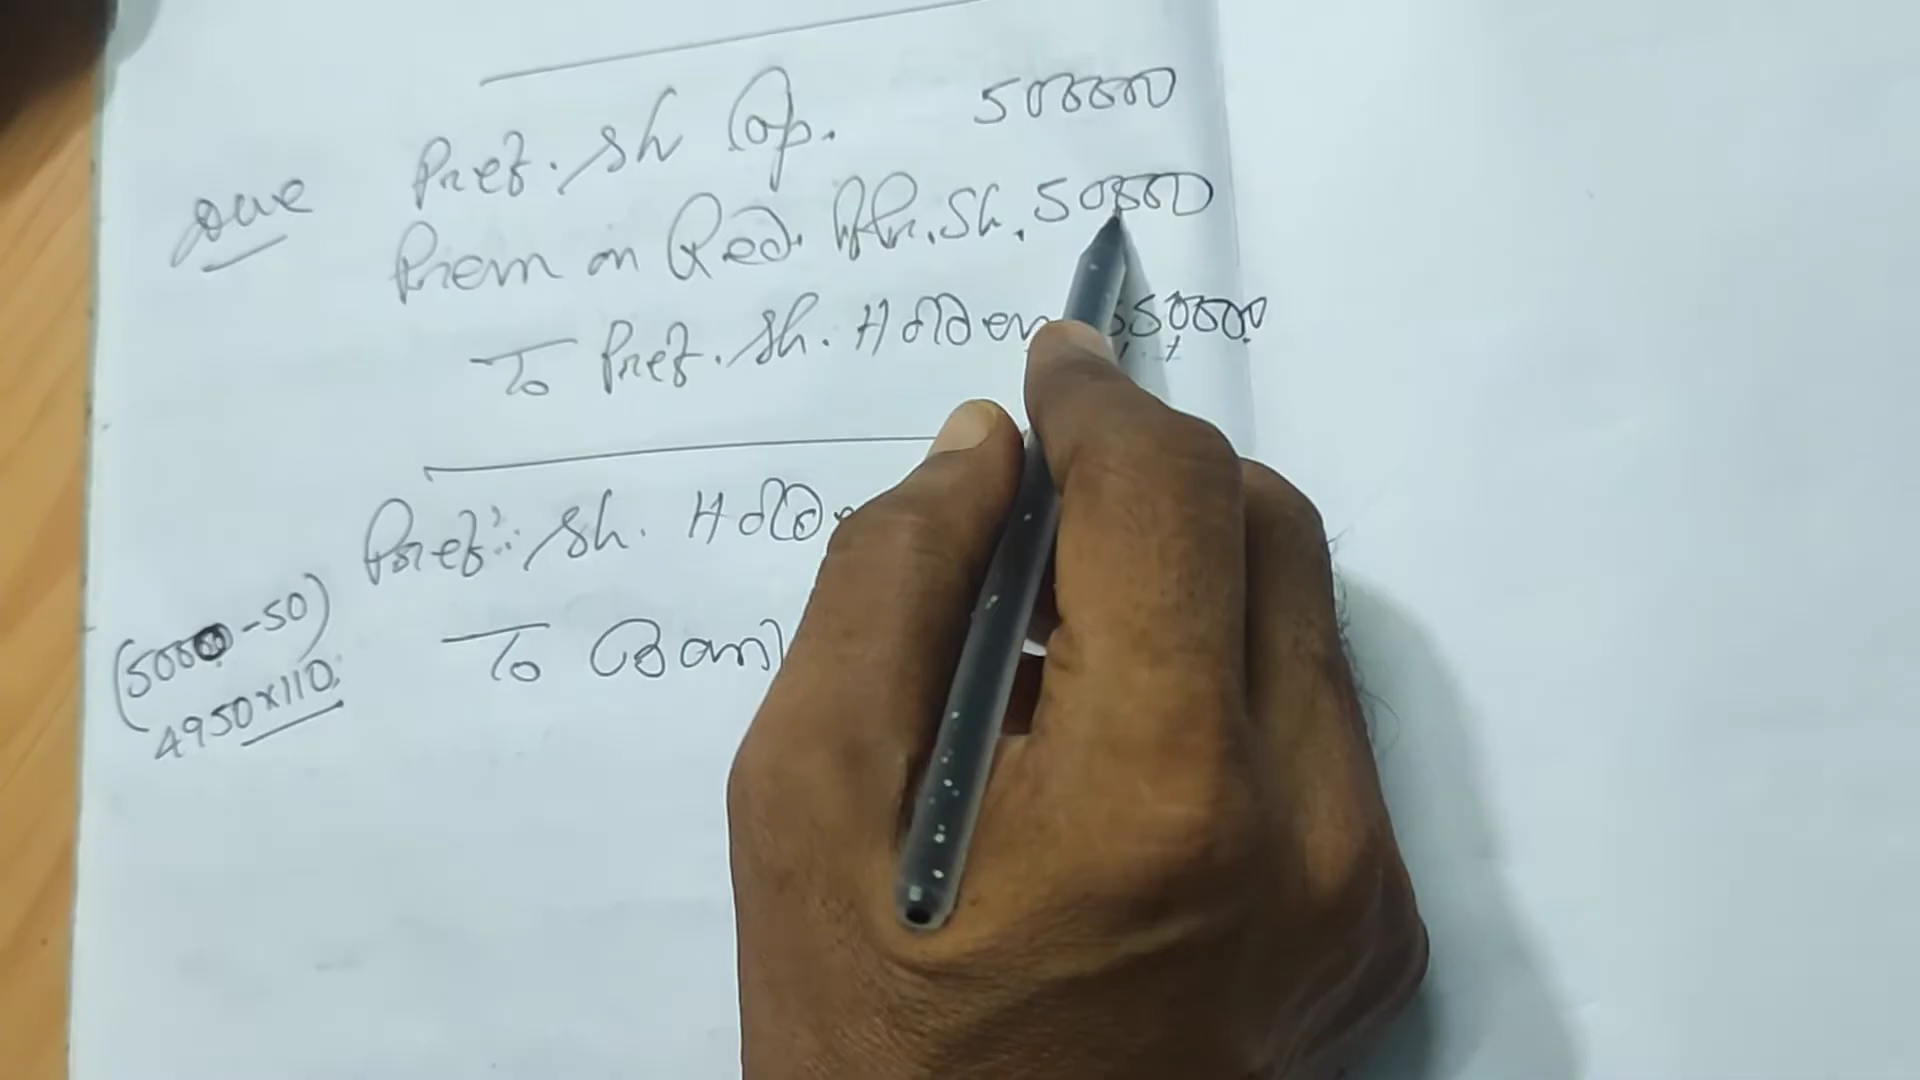 Pref. Sh Cap. 500000
Due
Prem on Red. Pfr. Sh. 50000
To Pref. Sh. Holder 550000
Pref. Sh. Holder
(5000-50)
To Bank
4950x110